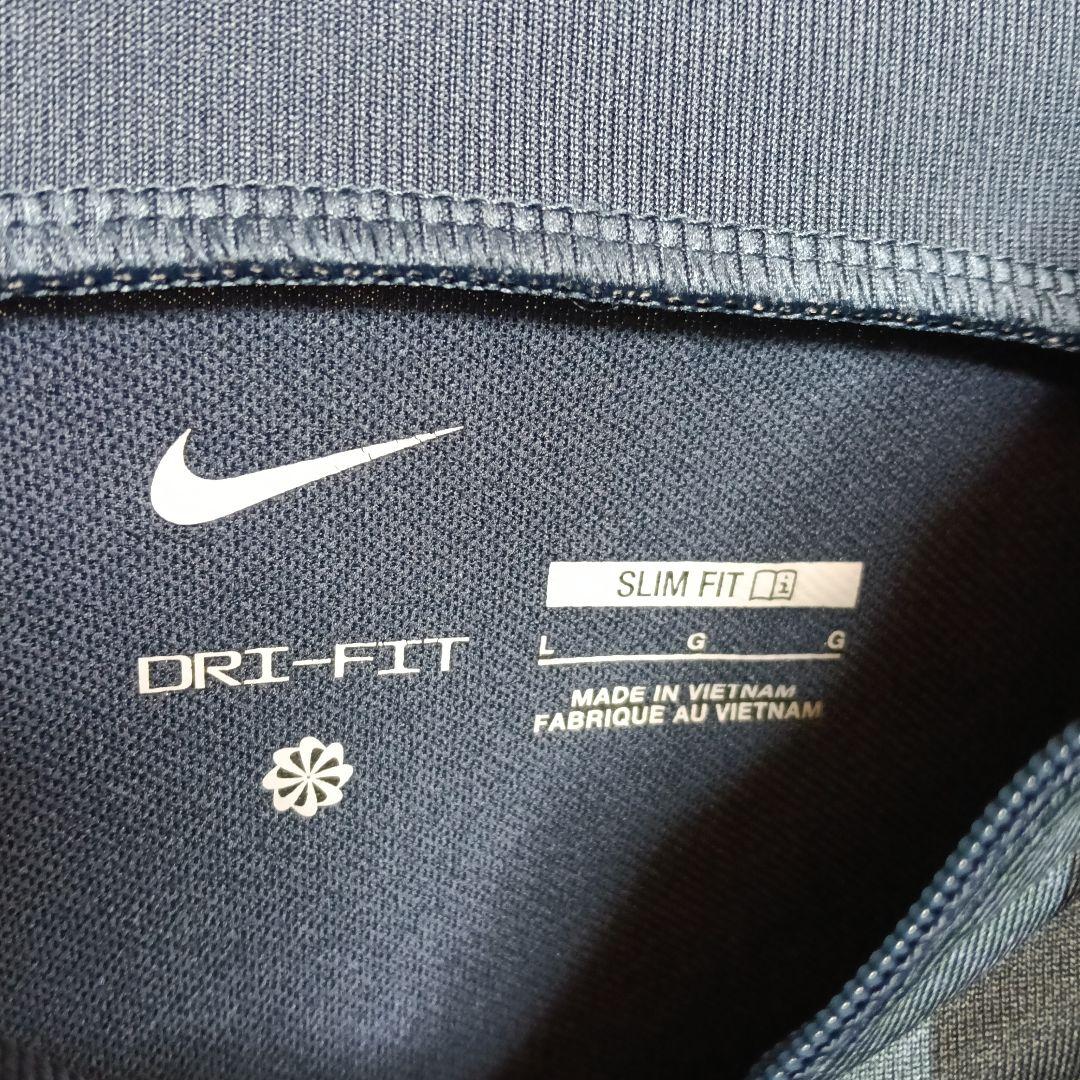 SLIM FIT
L G G
DRI-FIT
MADE IN VIETNAM
FABRIQUE AU VIETNAM